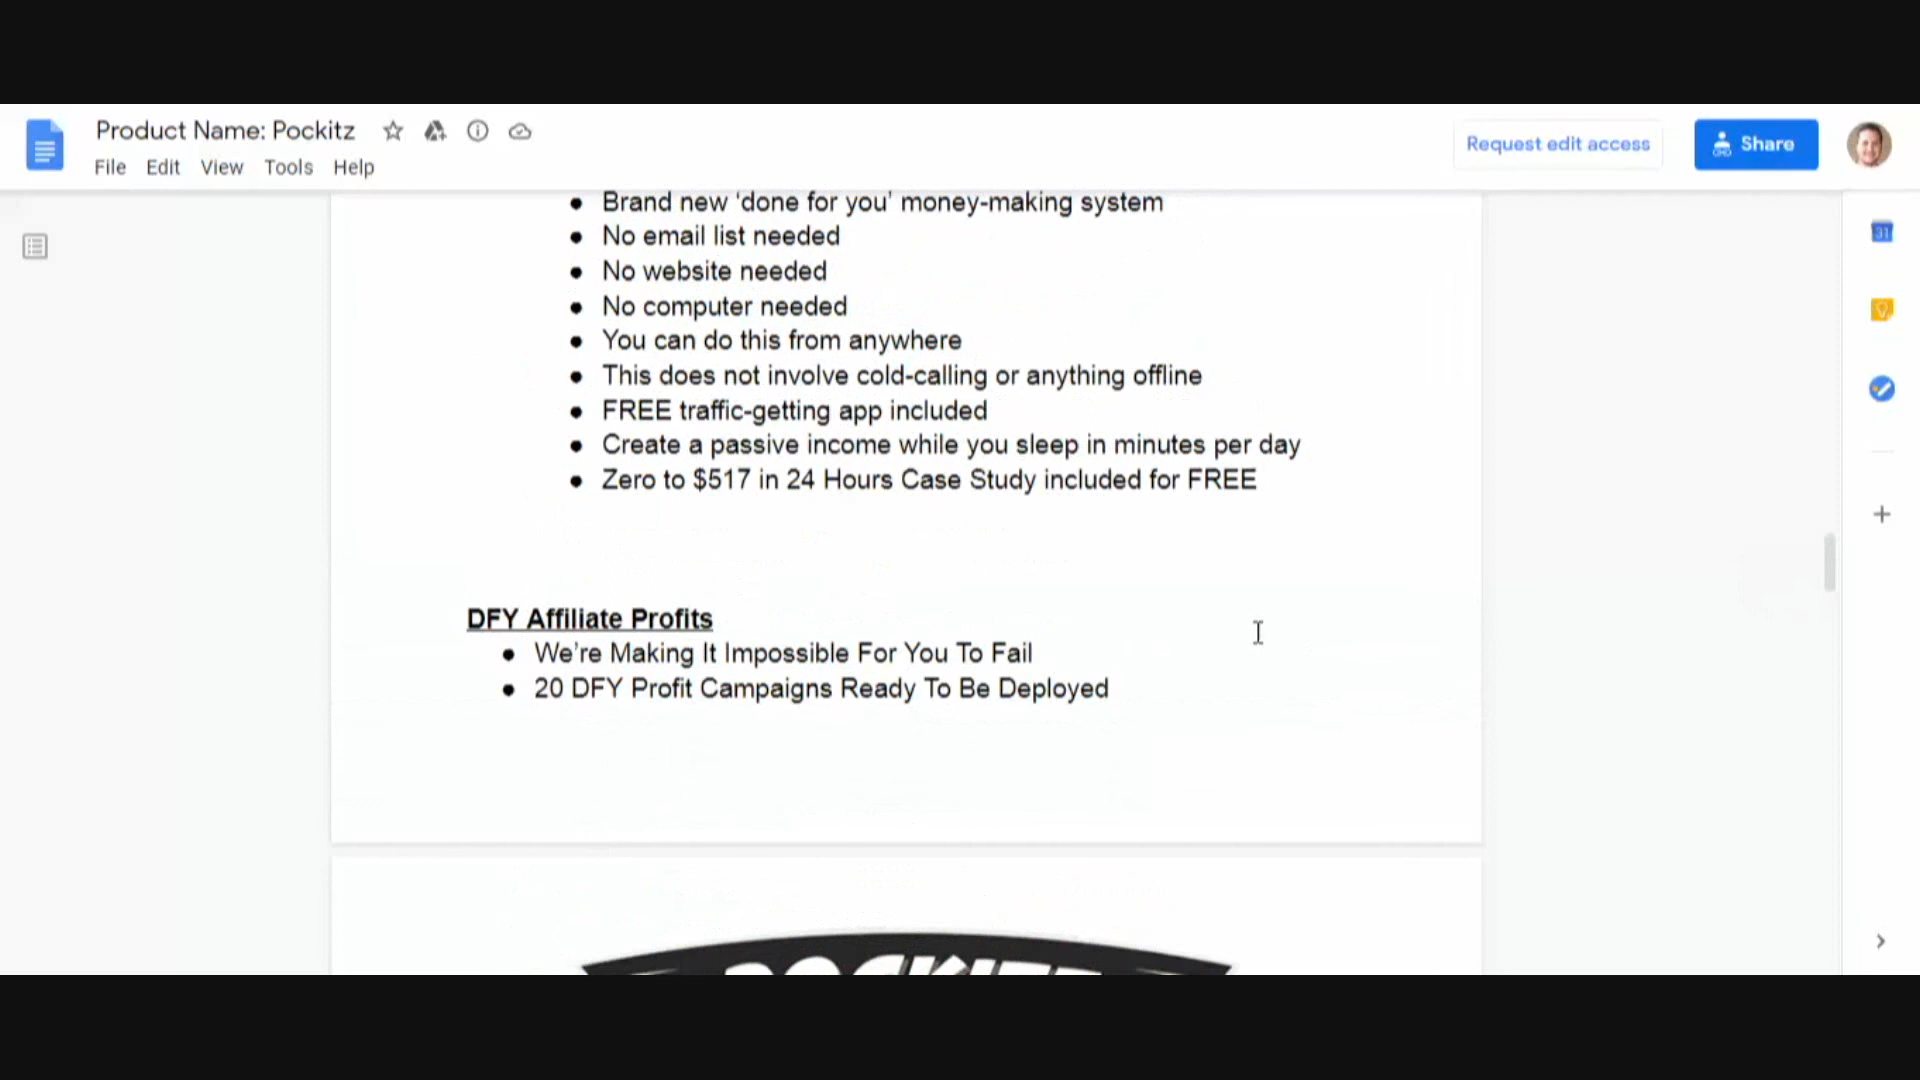 Product Name: Pockitz
File Edit View Tools Help
Request edit access
Share
● Brand new ‘done for you’ money-making system
● No email list needed
● No website needed
● No computer needed
● You can do this from anywhere
● This does not involve cold-calling or anything offline
● FREE traffic-getting app included
● Create a passive income while you sleep in minutes per day
● Zero to $517 in 24 Hours Case Study included for FREE
DFY Affiliate Profits
● We’re Making It Impossible For You To Fail
● 20 DFY Profit Campaigns Ready To Be Deployed
31